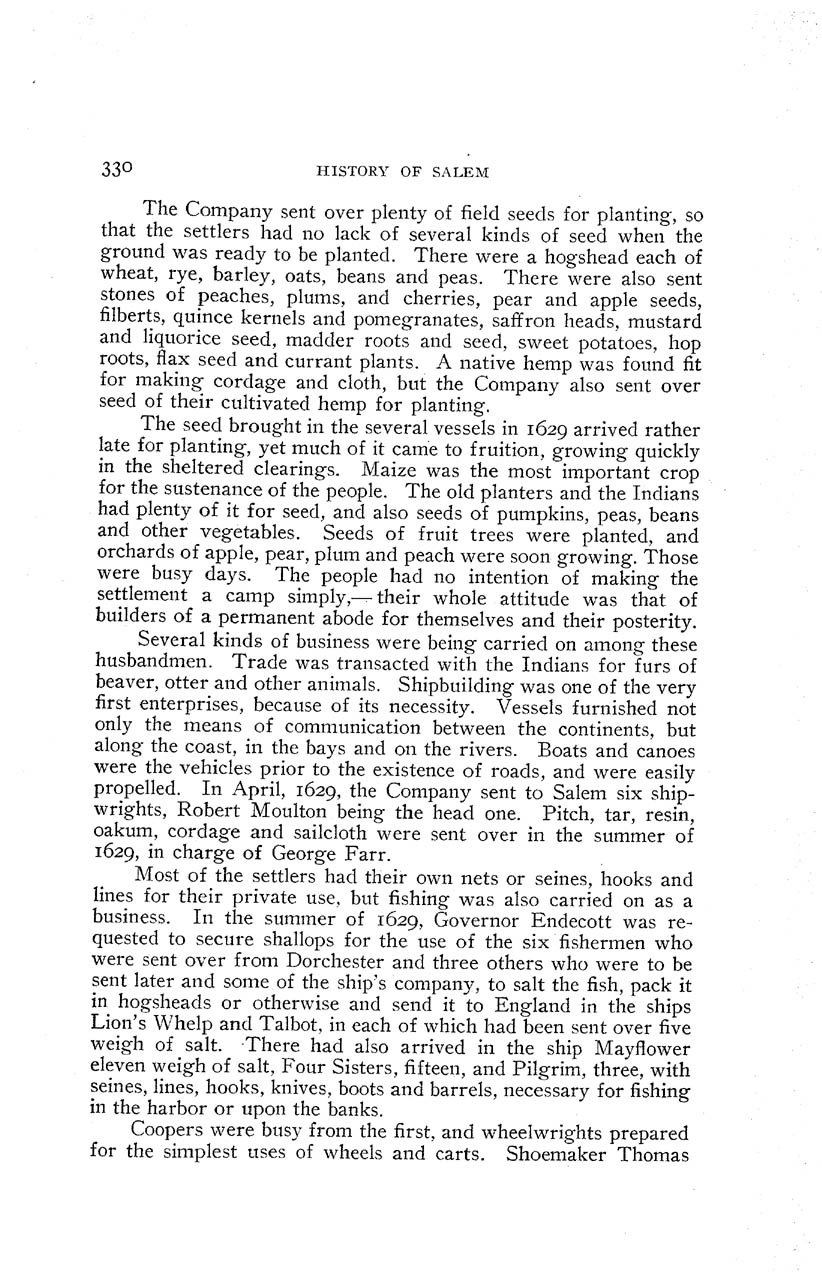 330 HISTORY OF SALEM
The Company sent over plenty of field seeds for planting, so
that the settlers had no lack of several kinds of seed when the
ground was ready to be planted. There were a hogshead each of
wheat, rye, barley, oats, beans and peas. There were also sent
stones of peaches, plums, and cherries, pear and apple seeds,
filberts, quince kernels and pomegranates, saffron heads, mustard
and liquorice seed, madder roots and seed, sweet potatoes, hop
roots, flax seed and currant plants. A native hemp was found fit
for making cordage and cloth, but the Company also sent over
seed of their cultivated hemp for planting.
The seed brought in the several vessels in 1629 arrived rather
late for planting, yet much of it came to fruition, growing quickly
in the sheltered clearings. Maize was the most important crop
for the sustenance of the people. The old planters and the Indians
had plenty of it for seed, and also seeds of pumpkins, peas, beans
and other vegetables. Seeds of fruit trees were planted, and
orchards of apple, pear, plum and peach were soon growing. Those
were busy days. The people had no intention of making the
settlement a camp simply,—their whole attitude was that of
builders of a permanent abode for themselves and their posterity.
Several kinds of business were being carried on among these
husbandmen. Trade was transacted with the Indians for furs of
beaver, otter and other animals. Shipbuilding was one of the very
first enterprises, because of its necessity. Vessels furnished not
only the means of communication between the continents, but
along the coast, in the bays and on the rivers. Boats and canoes
were the vehicles prior to the existence of roads, and were easily
propelled. In April, 1629, the Company sent to Salem six ship-
wrights, Robert Moulton being the head one. Pitch, tar, resin,
oakum, cordage and sailcloth were sent over in the summer of
1629, in charge of George Farr.
Most of the settlers had their own nets or seines, hooks and
lines for their private use, but fishing was also carried on as a
business. In the summer of 1629, Governor Endecott was re-
quested to secure shallops for the use of the six fishermen who
were sent over from Dorchester and three others who were to be
sent later and some of the ship's company, to salt the fish, pack it
in hogsheads or otherwise and send it to England in the ships
Lion's Whelp and Talbot, in each of which had been sent over five
weigh of salt. There had also arrived in the ship Mayflower
eleven weigh of salt, Four Sisters, fifteen, and Pilgrim, three, with
seines, lines, hooks, knives, boots and barrels, necessary for fishing
in the harbor or upon the banks.
Coopers were busy from the first, and wheelwrights prepared
for the simplest uses of wheels and carts. Shoemaker Thomas